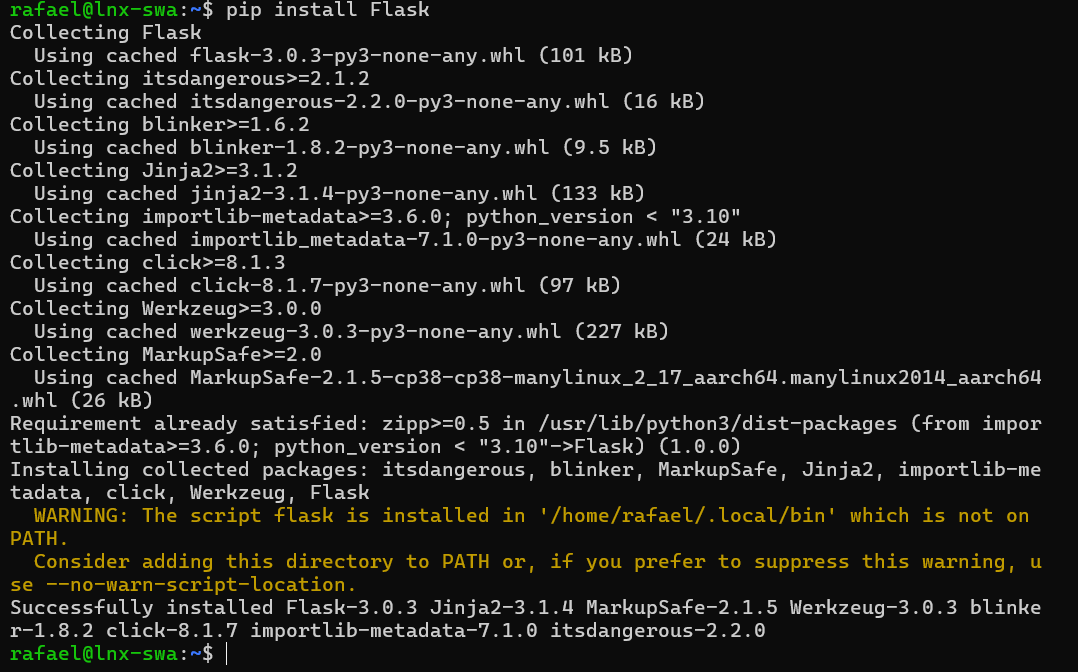 rafael@lnx-swa:~$ pip install Flask
Collecting Flask
  Using cached flask-3.0.3-py3-none-any.whl (101 kB)
Collecting itsdangerous>=2.1.2
  Using cached itsdangerous-2.2.0-py3-none-any.whl (16 kB)
Collecting blinker>=1.6.2
  Using cached blinker-1.8.2-py3-none-any.whl (9.5 kB)
Collecting Jinja2>=3.1.2
  Using cached jinja2-3.1.4-py3-none-any.whl (133 kB)
Collecting importlib-metadata>=3.6.0; python_version < "3.10"
  Using cached importlib_metadata-7.1.0-py3-none-any.whl (24 kB)
Collecting click>=8.1.3
  Using cached click-8.1.7-py3-none-any.whl (97 kB)
Collecting Werkzeug>=3.0.0
  Using cached werkzeug-3.0.3-py3-none-any.whl (227 kB)
Collecting MarkupSafe>=2.0
  Using cached MarkupSafe-2.1.5-cp38-cp38-manylinux_2_17_aarch64.manylinux2014_aarch64
.whl (26 kB)
Requirement already satisfied: zipp>=0.5 in /usr/lib/python3/dist-packages (from impor
tlib-metadata>=3.6.0; python_version < "3.10"->Flask) (1.0.0)
Installing collected packages: itsdangerous, blinker, MarkupSafe, Jinja2, importlib-me
tadata, click, Werkzeug, Flask
  WARNING: The script flask is installed in '/home/rafael/.local/bin' which is not on
PATH.
  Consider adding this directory to PATH or, if you prefer to suppress this warning, u
se --no-warn-script-location.
Successfully installed Flask-3.0.3 Jinja2-3.1.4 MarkupSafe-2.1.5 Werkzeug-3.0.3 blinke
r-1.8.2 click-8.1.7 importlib-metadata-7.1.0 itsdangerous-2.2.0
rafael@lnx-swa:~$